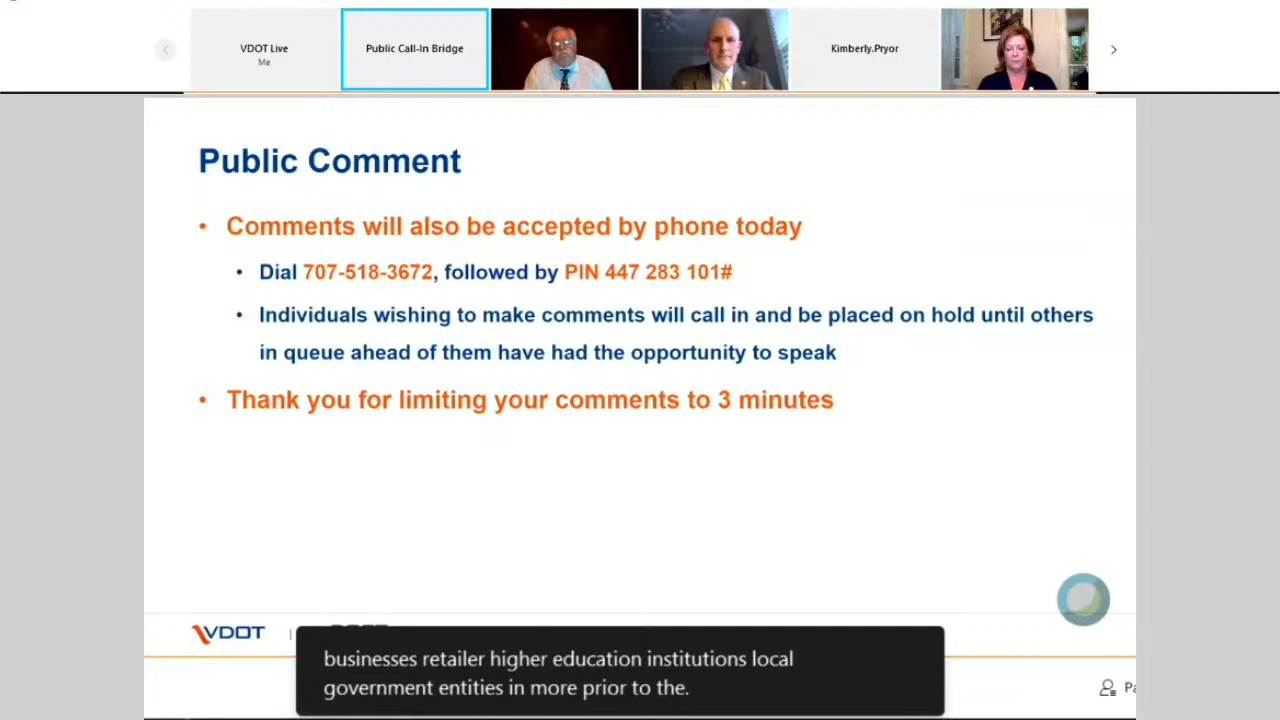 VDOT Live
Me
Public Call-In Bridge
Kimberly.Pryor
Public Comment
• Comments will also be accepted by phone today
• Dial 707-518-3672, followed by PIN 447 283 101#
• Individuals wishing to make comments will call in and be placed on hold until others
in queue ahead of them have had the opportunity to speak
• Thank you for limiting your comments to 3 minutes
VDOT
businesses retailer higher education institutions local
government entities in more prior to the.